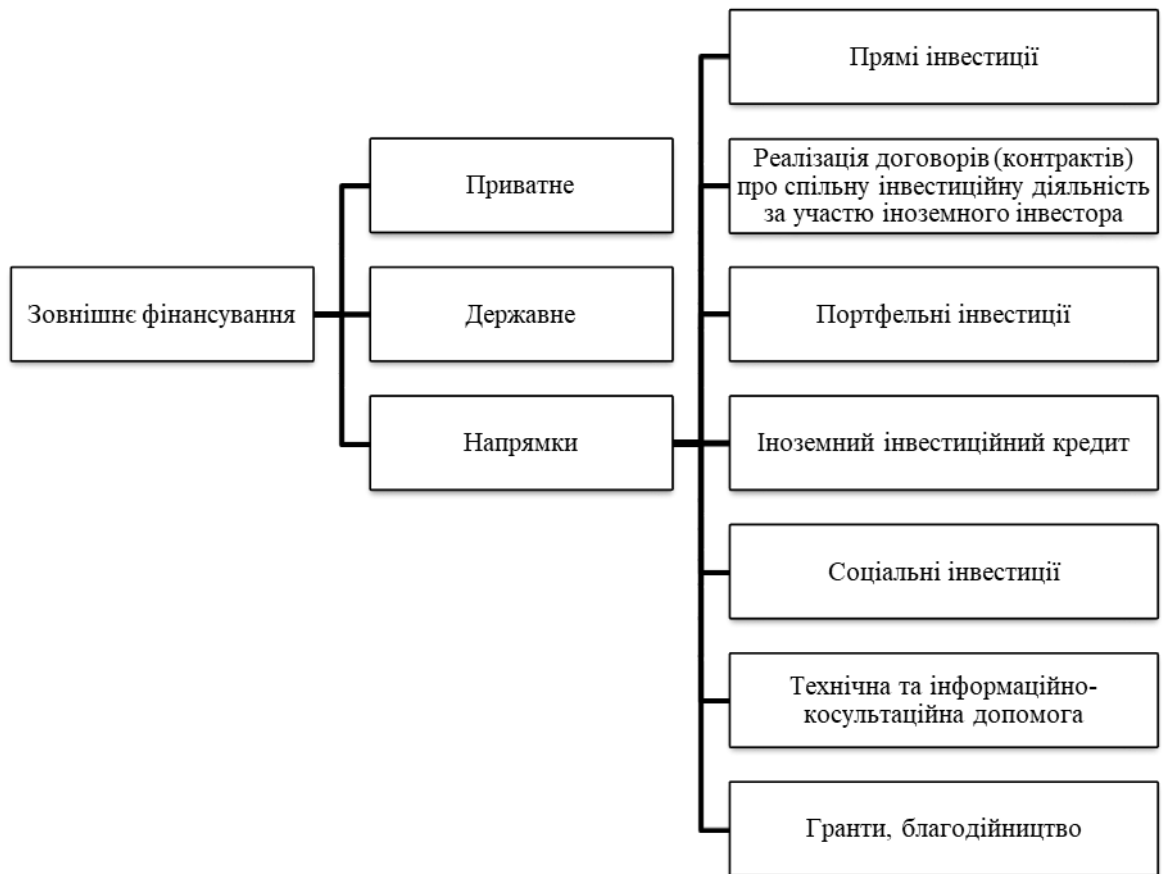 Зовнішнє фінансування
Приватне
Державне
Напрямки
Прямі інвестиції
Реалізація договорів (контрактів)
про спільну інвестиційну діяльність
за участю іноземного інвестора
Портфельні інвестиції
Іноземний інвестиційний кредит
Соціальні інвестиції
Технічна та інформаційно-
косультаційна допомога
Гранти, благодійництво